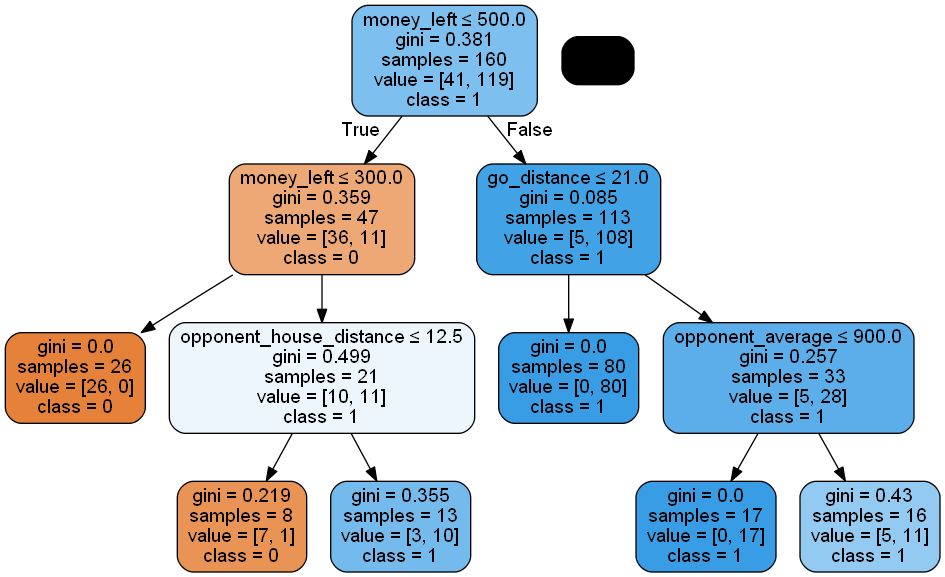 money_left ≤ 500.0
gini = 0.381
samples = 160
value = [41, 119]
class = 1
True
False
money_left ≤ 300.0
gini = 0.359
samples = 47
value = [36, 11]
class = 0
go_distance ≤ 21.0
gini = 0.085
samples = 113
value = [5, 108]
class = 1
gini = 0.0
samples = 26
value = [26, 0]
class = 0
opponent_house_distance ≤ 12.5
gini = 0.499
samples = 21
value = [10, 11]
class = 1
gini = 0.0
samples = 80
value = [0, 80]
class = 1
opponent_average ≤ 900.0
gini = 0.257
samples = 33
value = [5, 28]
class = 1
gini = 0.219
samples = 8
value = [7, 1]
class = 0
gini = 0.355
samples = 13
value = [3, 10]
class = 1
gini = 0.0
samples = 17
value = [0, 17]
class = 1
gini = 0.43
samples = 16
value = [5, 11]
class = 1